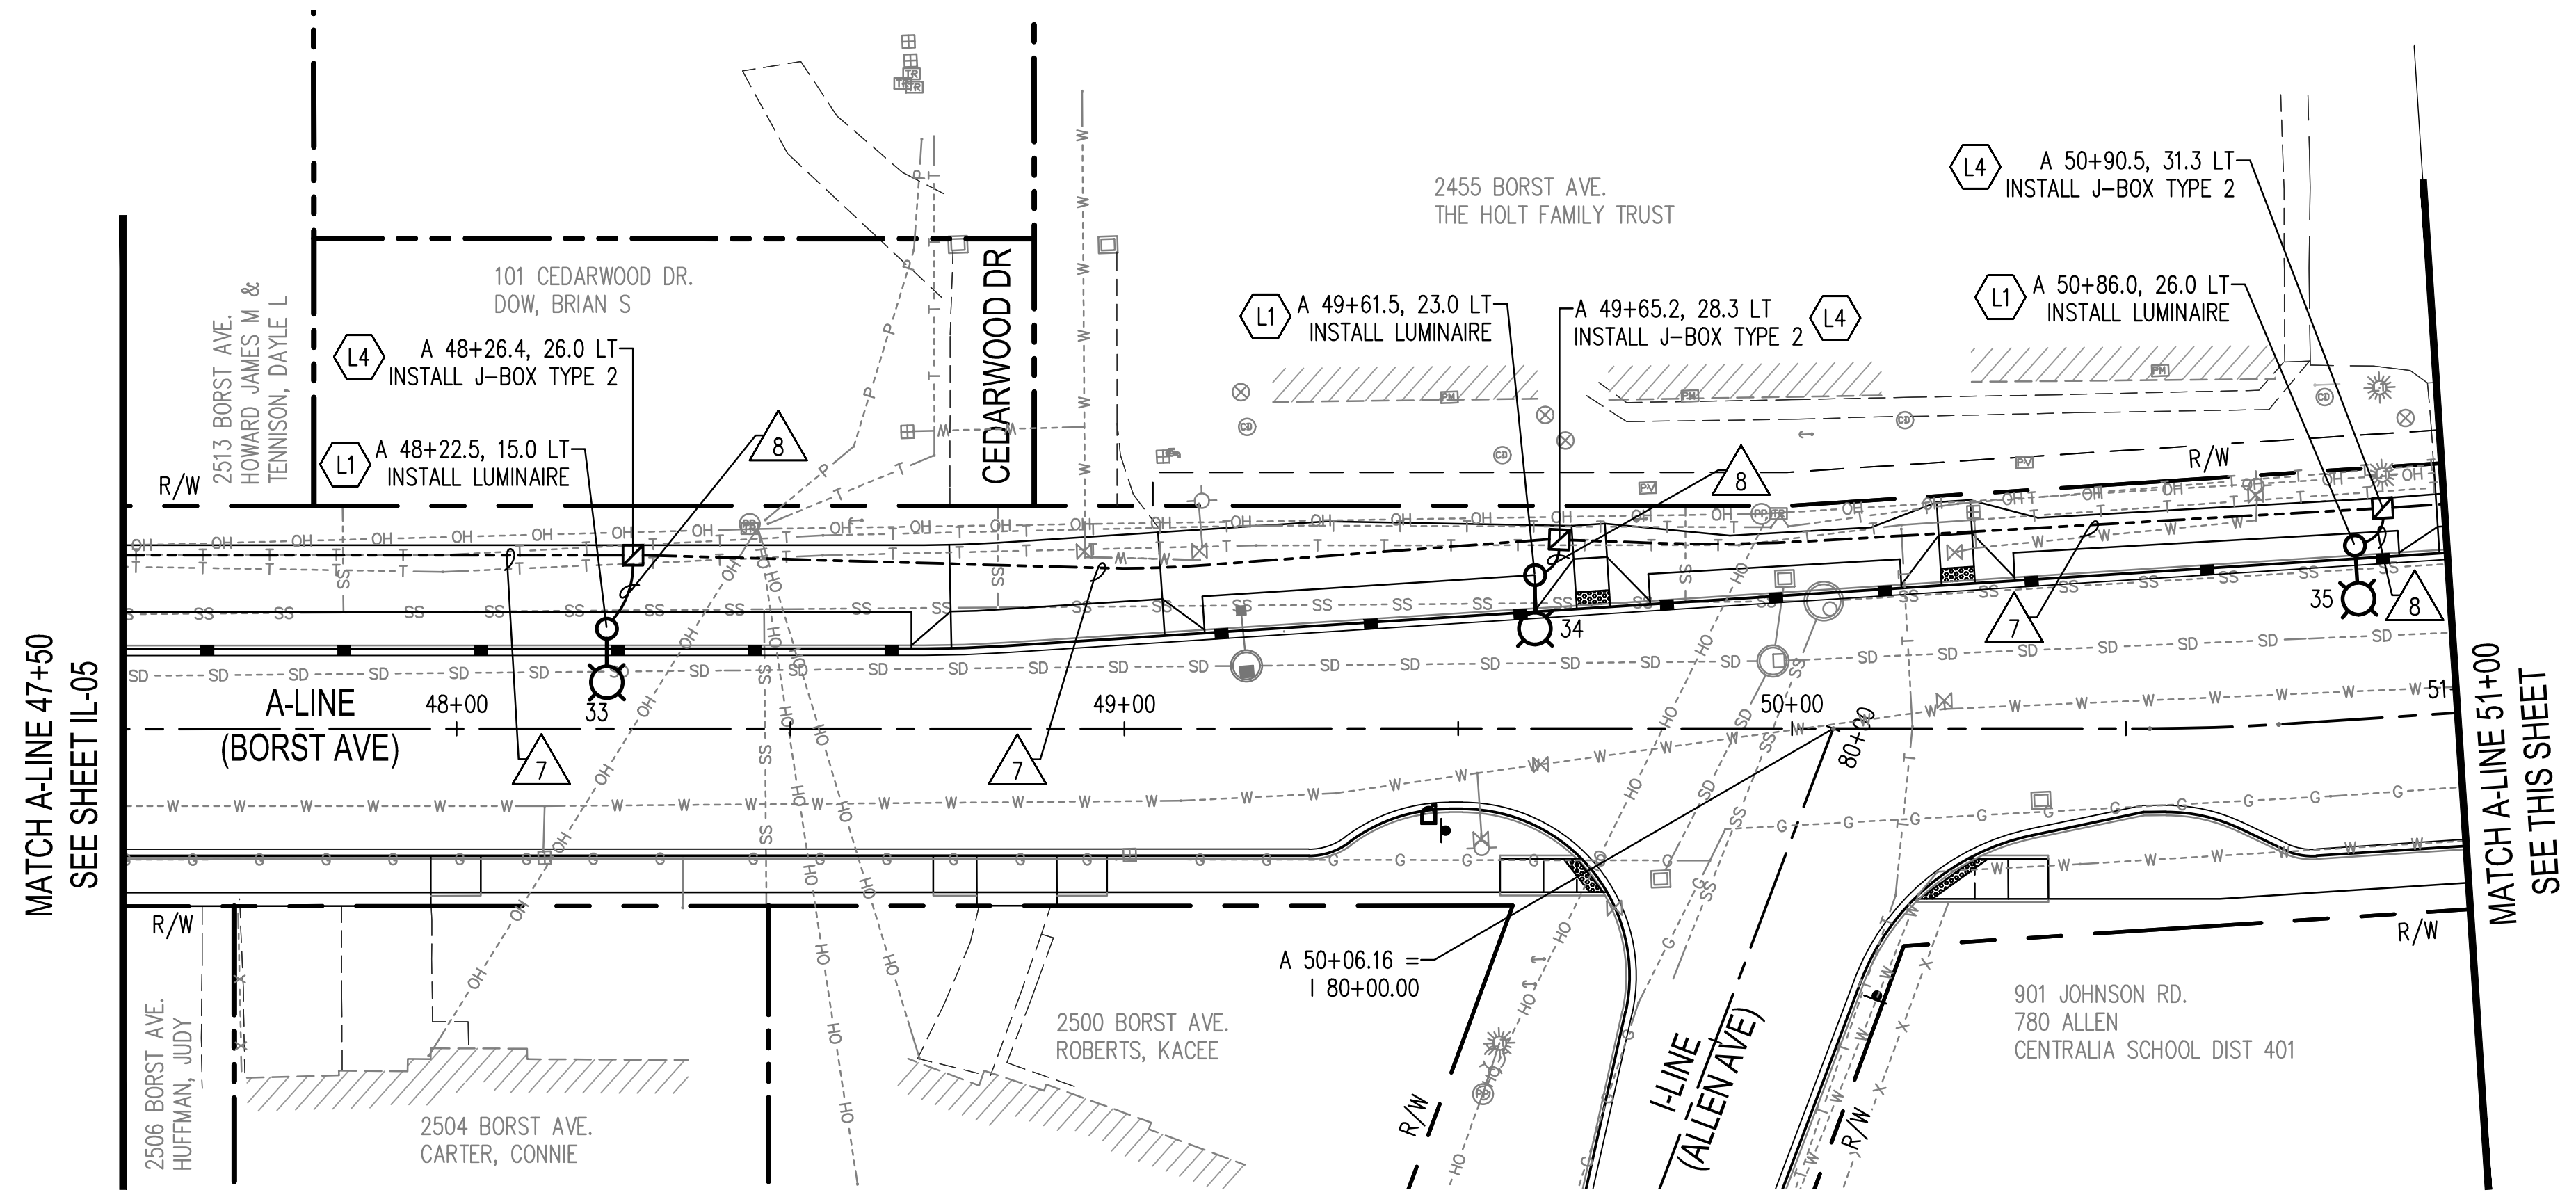 MATCH A-LINE 47+50
SEE SHEET IL-05
R/W
2513 BORST AVE.
HOWARD JAMES M &
TENNISON, DAYLE L
101 CEDARWOOD DR.
DOW, BRIAN S
L4
A 48+26.4, 26.0 LT
INSTALL J-BOX TYPE 2
L1
A 48+22.5, 15.0 LT
INSTALL LUMINAIRE
8
CEDARWOOD DR
2455 BORST AVE.
THE HOLT FAMILY TRUST
L1
A 49+61.5, 23.0 LT
INSTALL LUMINAIRE
A 49+65.2, 28.3 LT
INSTALL J-BOX TYPE 2
L4
8
L4
A 50+90.5, 31.3 LT
INSTALL J-BOX TYPE 2
L1
A 50+86.0, 26.0 LT
INSTALL LUMINAIRE
R/W
33
34
35
8
7
A-LINE
(BORST AVE)
48+00
49+00
50+00
51
80+00
7
7
R/W
A 50+06.16 =
I 80+00.00
2506 BORST AVE.
HUFFMAN, JUDY
2504 BORST AVE.
CARTER, CONNIE
2500 BORST AVE.
ROBERTS, KACEE
R/W
I-LINE
(ALLEN AVE)
R/W
901 JOHNSON RD.
780 ALLEN
CENTRALIA SCHOOL DIST 401
R/W
MATCH A-LINE 51+00
SEE THIS SHEET